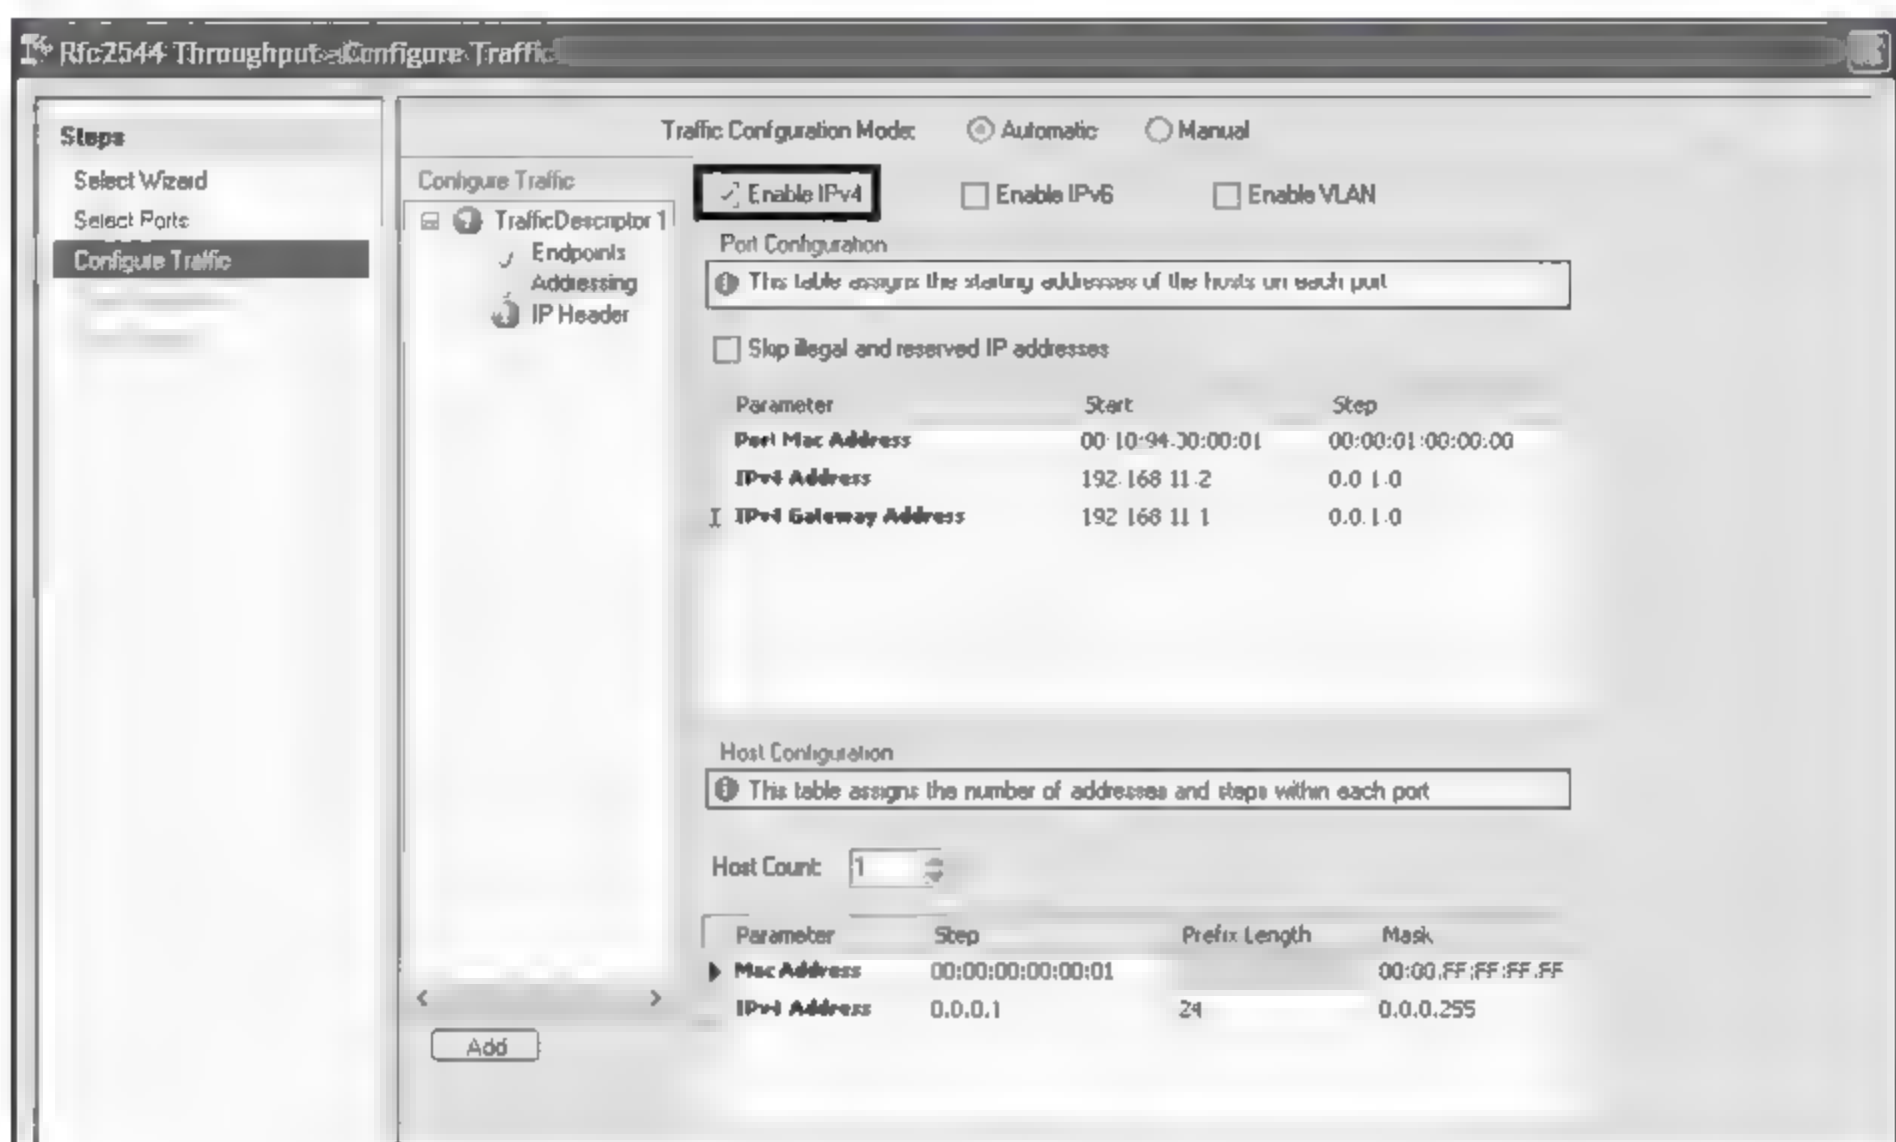 Rfc2544 Throughput - Configure Traffic
Steps
Select Wizard
Select Ports
Configure Traffic
Traffic Configuration Mode: Automatic Manual
Configure Traffic
TrafficDescriptor 1
Endpoints
Addressing
IP Header
Add
Enable IPv4 Enable IPv6 Enable VLAN
Port Configuration
This table assigns the starting addresses of the hosts on each port
Skip illegal and reserved IP addresses
Parameter Start Step
Port Mac Address 00:10:94:00:00:01 00:00:01:00:00:00
IPv4 Address 192.168.11.2 0.0.1.0
IPv4 Gateway Address 192.168.11.1 0.0.1.0
Host Configuration
This table assigns the number of addresses and steps within each port
Host Count: 1
Parameter Step Prefix Length Mask
Mac Address 00:00:00:00:00:01 00:00:FF:FF:FF:FF
IPv4 Address 0.0.0.1 24 0.0.0.255